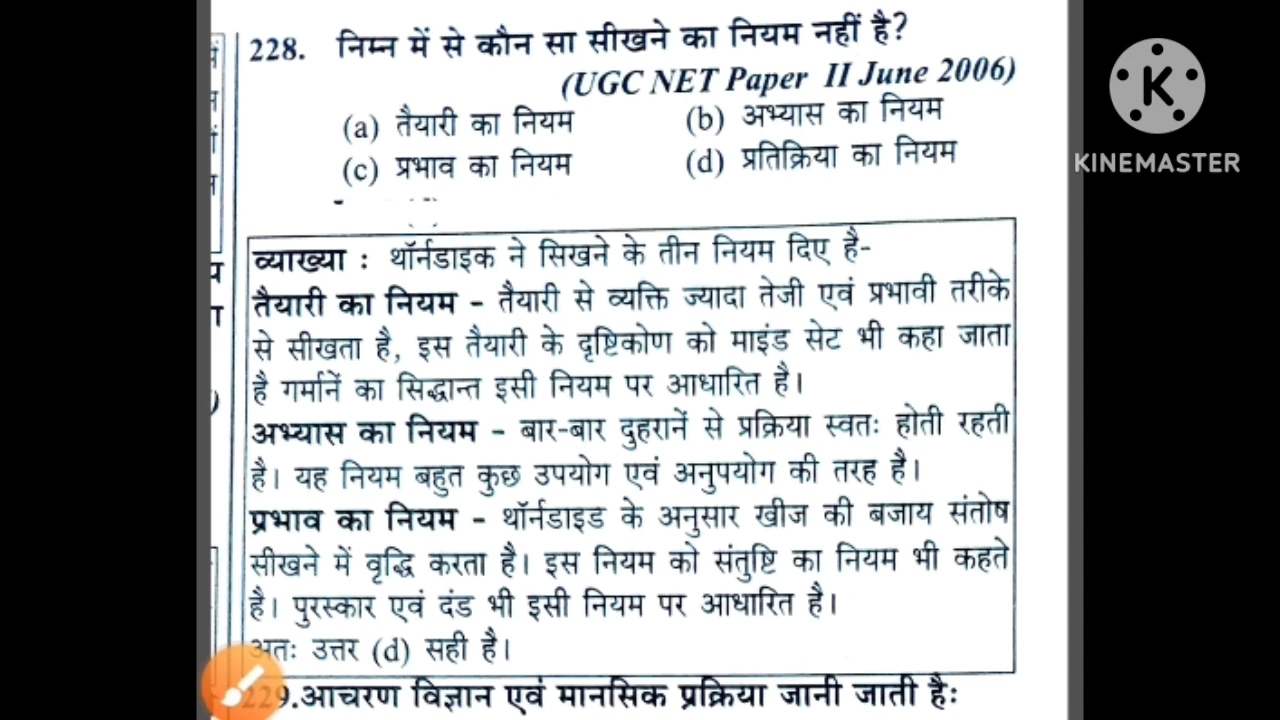 228. निम्न में से कौन सा सीखने का नियम नहीं है?
(UGC NET Paper II June 2006)
(a) तैयारी का नियम (b) अभ्यास का नियम
(c) प्रभाव का नियम (d) प्रतिक्रिया का नियम
K
KINEMASTER
व्याख्या : थॉर्नडाइक ने सिखने के तीन नियम दिए है-
तैयारी का नियम - तैयारी से व्यक्ति ज्यादा तेजी एवं प्रभावी तरीके
से सीखता है, इस तैयारी के दृष्टिकोण को माइंड सेट भी कहा जाता
है गर्मानें का सिद्धान्त इसी नियम पर आधारित है।
अभ्यास का नियम - बार-बार दुहरानें से प्रक्रिया स्वतः होती रहती
है। यह नियम बहुत कुछ उपयोग एवं अनुपयोग की तरह है।
प्रभाव का नियम - थॉर्नडाइड के अनुसार खीज की बजाय संतोष
सीखने में वृद्धि करता है। इस नियम को संतुष्टि का नियम भी कहते
है। पुरस्कार एवं दंड भी इसी नियम पर आधारित है।
अतः उत्तर (d) सही है।
229.आचरण विज्ञान एवं मानसिक प्रक्रिया जानी जाती है: